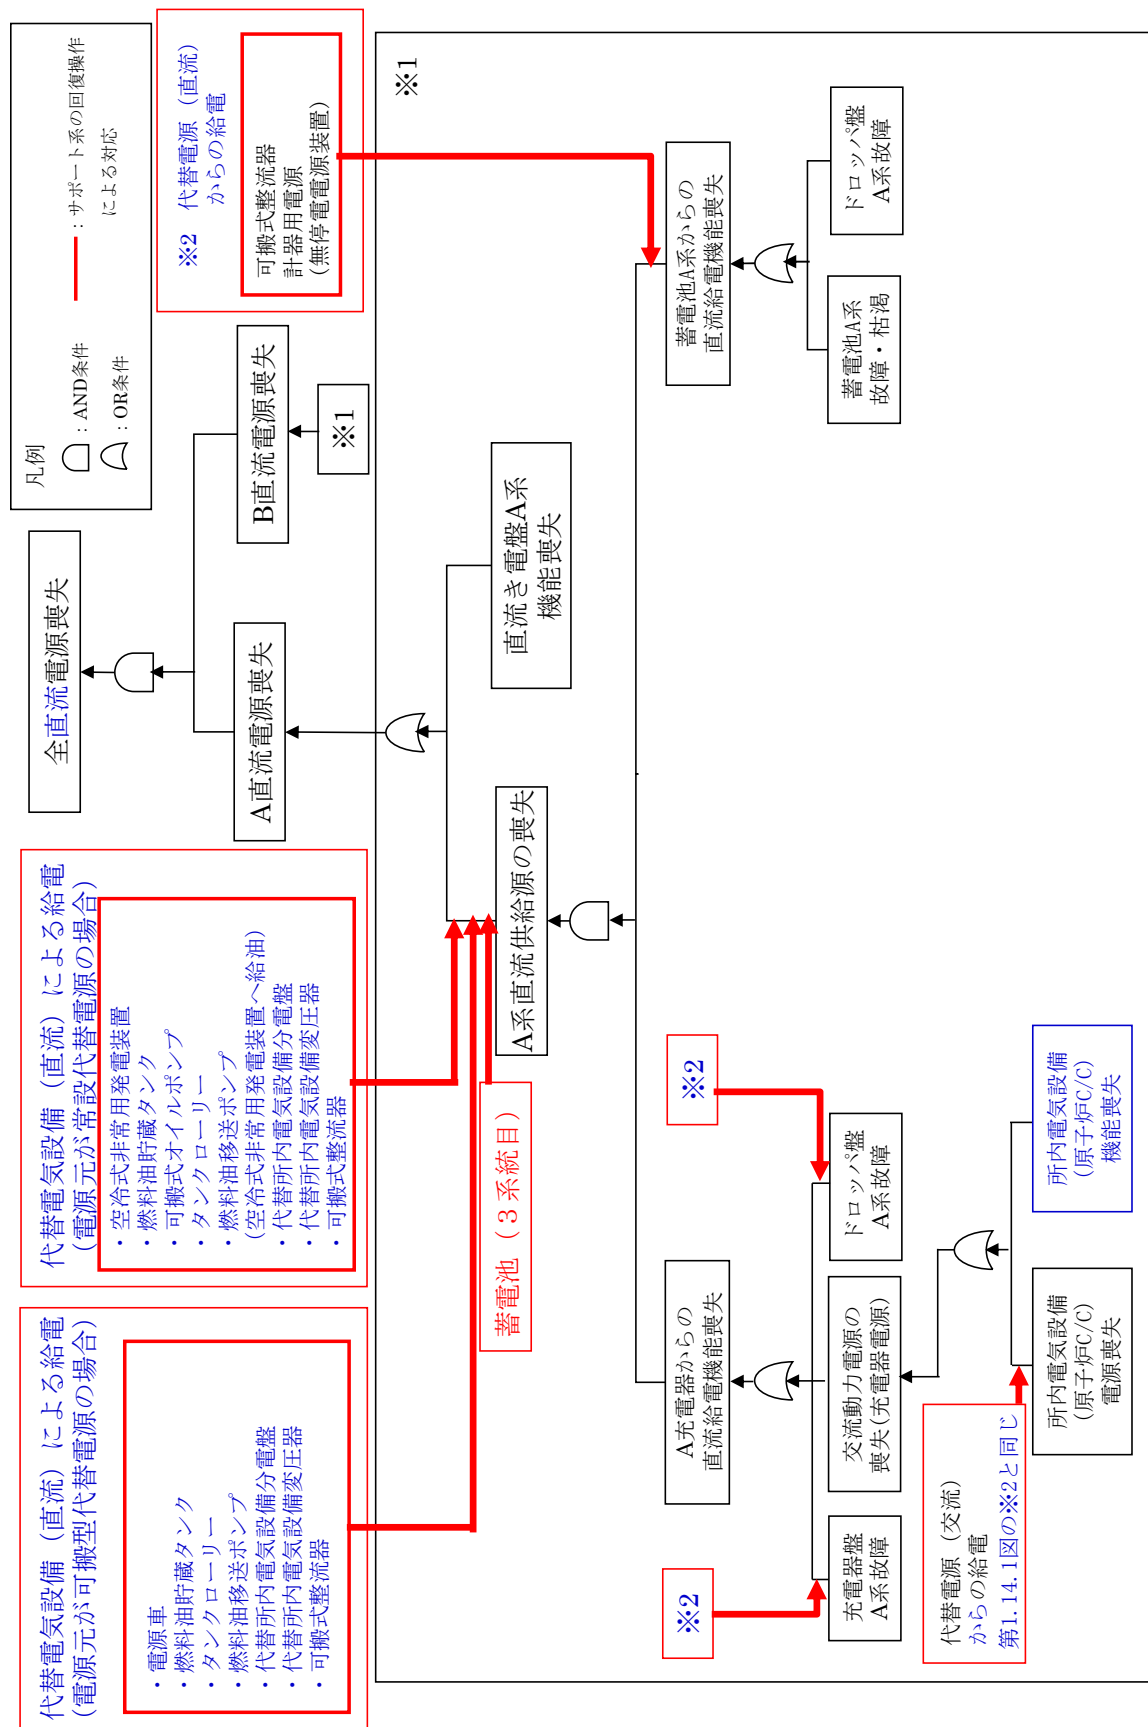 代替電気設備（直流）による給電
(電源元が可搬型代替電源の場合)
・電源車
・燃料油貯蔵タンク
・タンクローリー
・燃料油移送ポンプ
・代替所内電気設備分電盤
・代替所内電気設備変圧器
・可搬式整流器
代替電気設備（直流）による給電
(電源元が常設代替電源の場合)
・空冷式非常用発電装置
・燃料油貯蔵タンク
・可搬式オイルポンプ
・タンクローリー
・燃料油移送ポンプ
(空冷式非常用発電装置へ給油)
・代替所内電気設備分電盤
・代替所内電気設備変圧器
・可搬式整流器
全直流電源喪失
凡例
：AND条件
：OR条件
：サポート系の回復操作
による対応
A直流電源喪失
B直流電源喪失
※1
※2　代替電源（直流）
からの給電
可搬式整流器
計器用電源
(無停電電源装置)
※1
蓄電池（３系統目）
A系直流供給源の喪失
直流き電盤A系
機能喪失
A充電器からの
直流給電機能喪失
蓄電池A系からの
直流給電機能喪失
※2
※2
充電器盤
A系故障
交流動力電源の
喪失(充電器電源)
ドロッパ盤
A系故障
蓄電池A系
故障・枯渇
ドロッパ盤
A系故障
代替電源（交流）
からの給電
第1.14.1図の※2と同じ
所内電気設備
(原子炉C/C)
電源喪失
所内電気設備
(原子炉C/C)
機能喪失